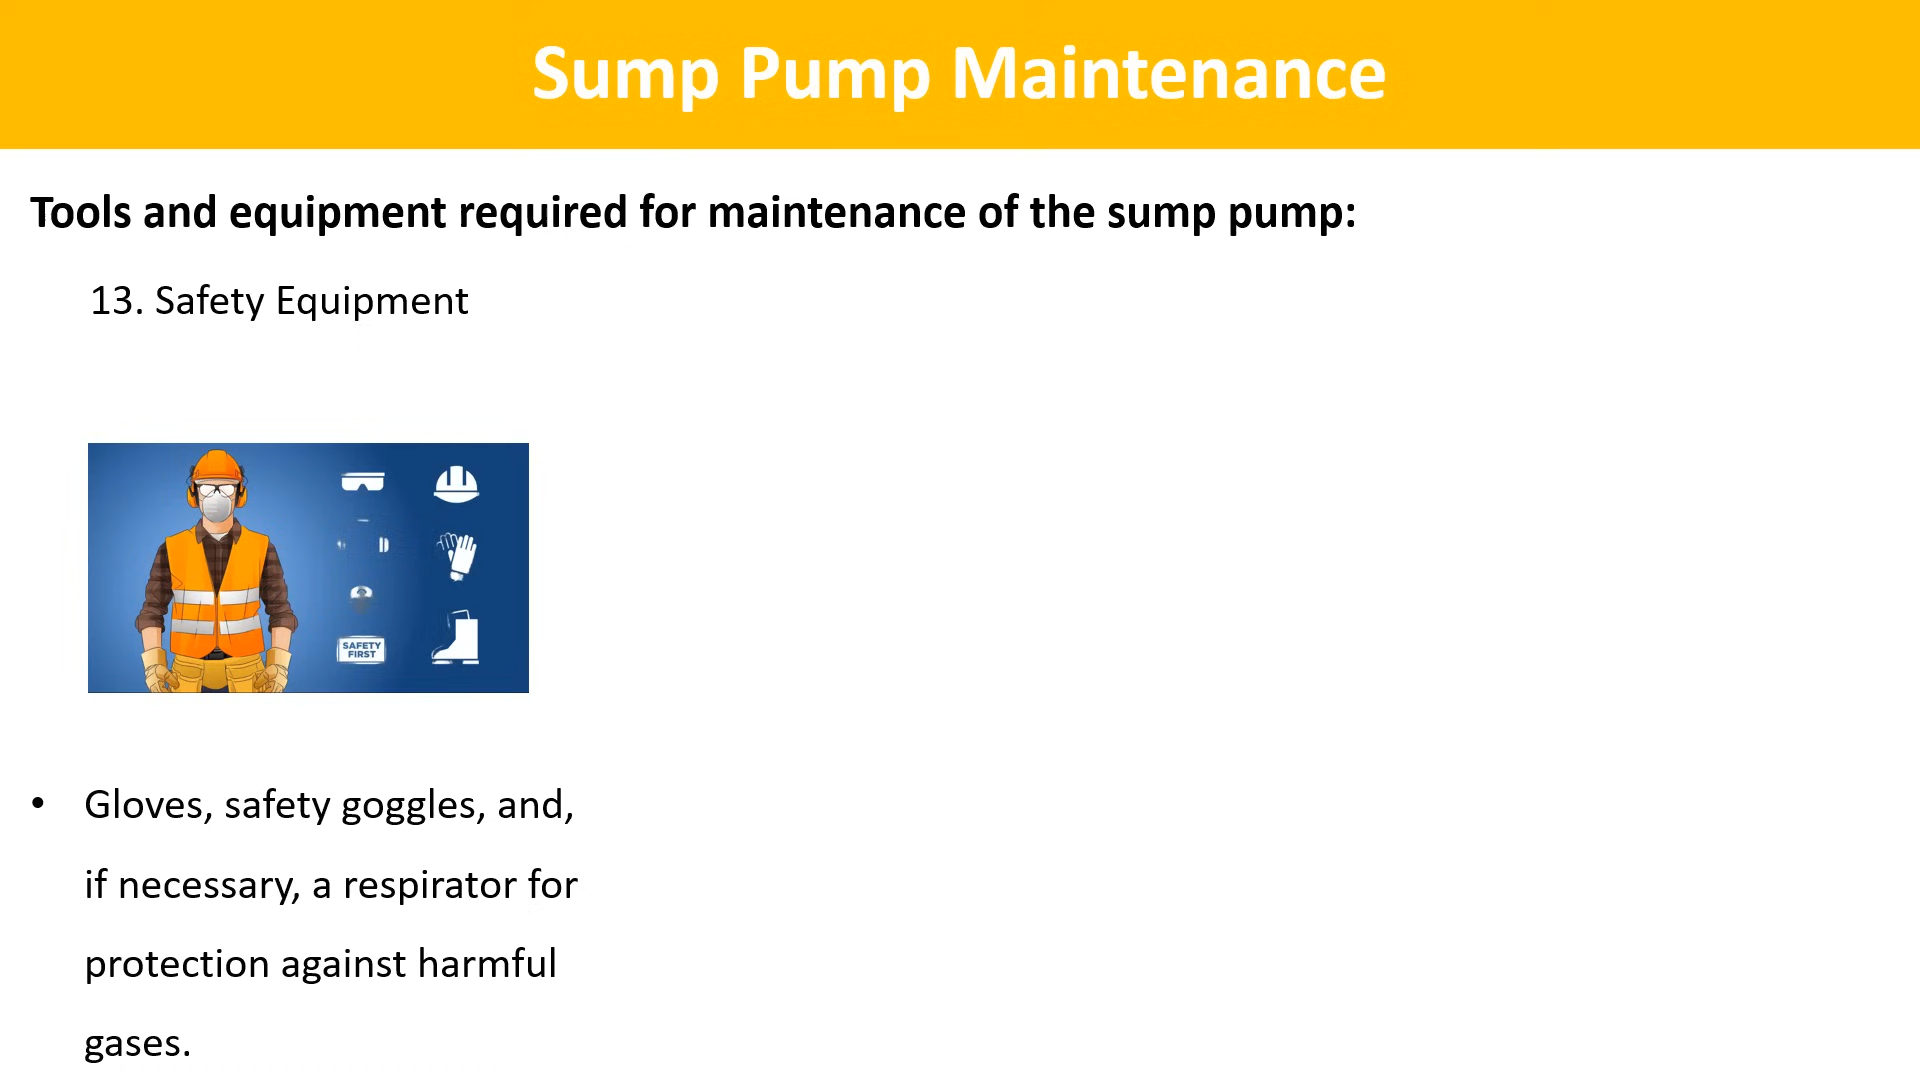 Sump Pump Maintenance
Tools and equipment required for maintenance of the sump pump:
13. Safety Equipment
SAFETY
FIRST
• Gloves, safety goggles, and,
if necessary, a respirator for
protection against harmful
gases.